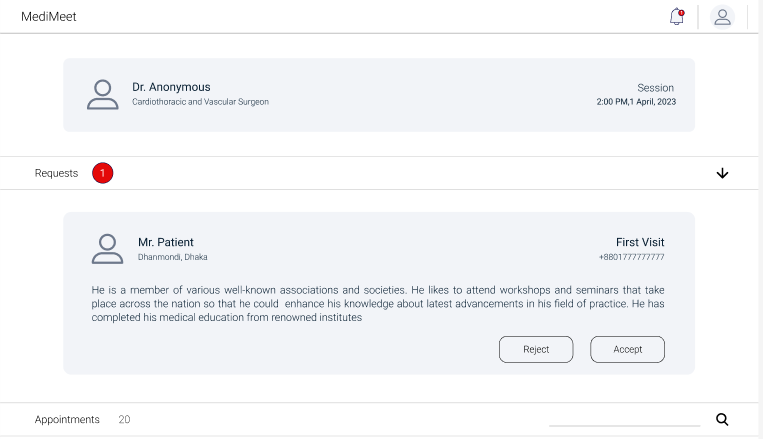 MediMeet
1
Dr. Anonymous
Session
Cardiothoracic and Vascular Surgeon
2:00 PM,1 April, 2023
Requests 1
Mr. Patient
First Visit
Dhanmondi, Dhaka
+8801777777777
He is a member of various well-known associations and societies. He likes to attend workshops and seminars that take
place across the nation so that he could enhance his knowledge about latest advancements in his field of practice. He has
completed his medical education from renowned institutes
Reject
Accept
Appointments 20